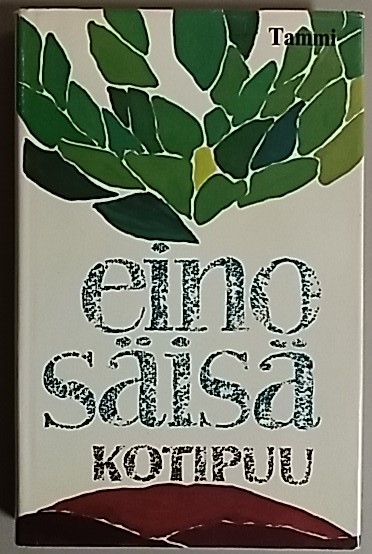 Tammi
eino
säisä
KOTIPUU